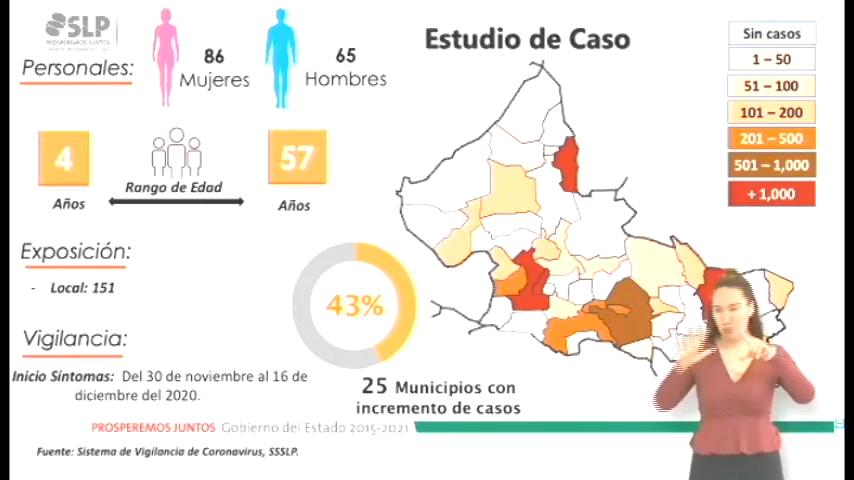 SLP
PROSPEREMOS JUNTOS
Personales:
86
Mujeres
65
Hombres
Estudio de Caso
Sin casos
1 – 50
51 – 100
101 – 200
201 – 500
501 – 1,000
+ 1,000
4
Años
Rango de Edad
57
Años
Exposición:
- Local: 151
43%
Vigilancia:
Inicio Síntomas: Del 30 de noviembre al 16 de
diciembre del 2020.
25 Municipios con
incremento de casos
PROSPEREMOS JUNTOS Gobierno del Estado 2015-2021
Fuente: Sistema de Vigilancia de Coronavirus, SSSLP.